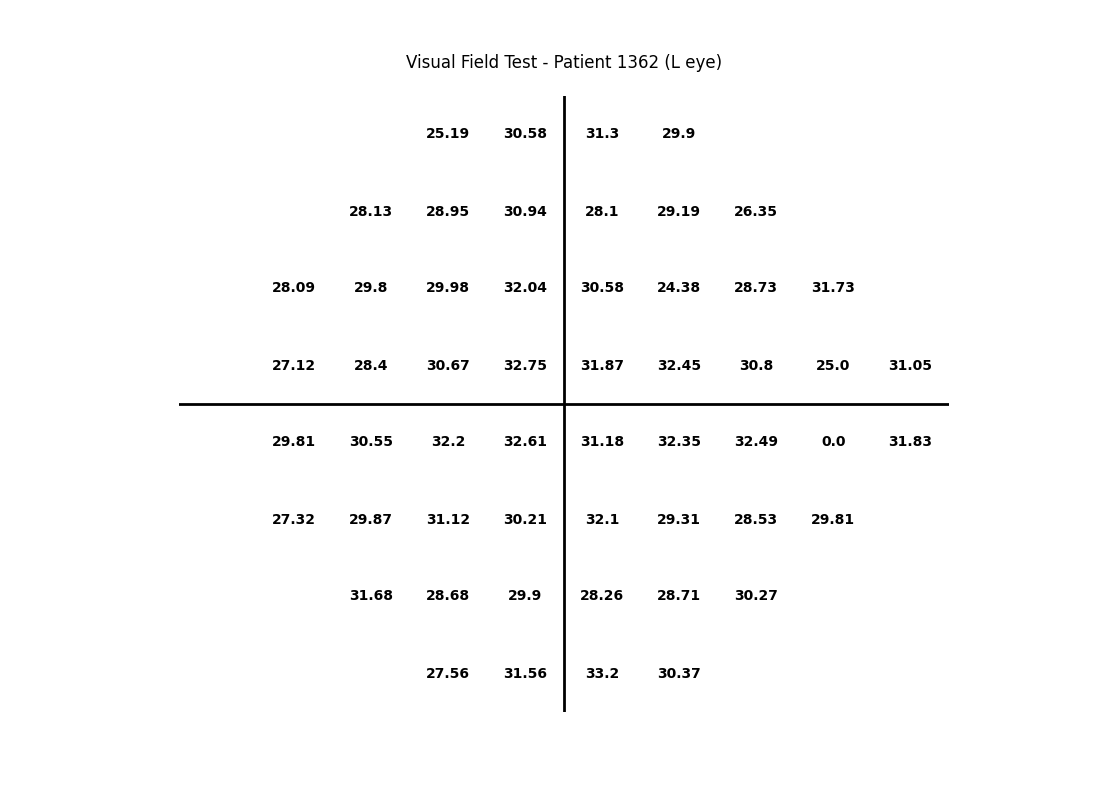 Visual Field Test - Patient 1362 (L eye)
25.19 30.58 31.3 29.9
28.13 28.95 30.94 28.1 29.19 26.35
28.09 29.8 29.98 32.04 30.58 24.38 28.73 31.73
27.12 28.4 30.67 32.75 31.87 32.45 30.8 25.0 31.05
29.81 30.55 32.2 32.61 31.18 32.35 32.49 0.0 31.83
27.32 29.87 31.12 30.21 32.1 29.31 28.53 29.81
31.68 28.68 29.9 28.26 28.71 30.27
27.56 31.56 33.2 30.37